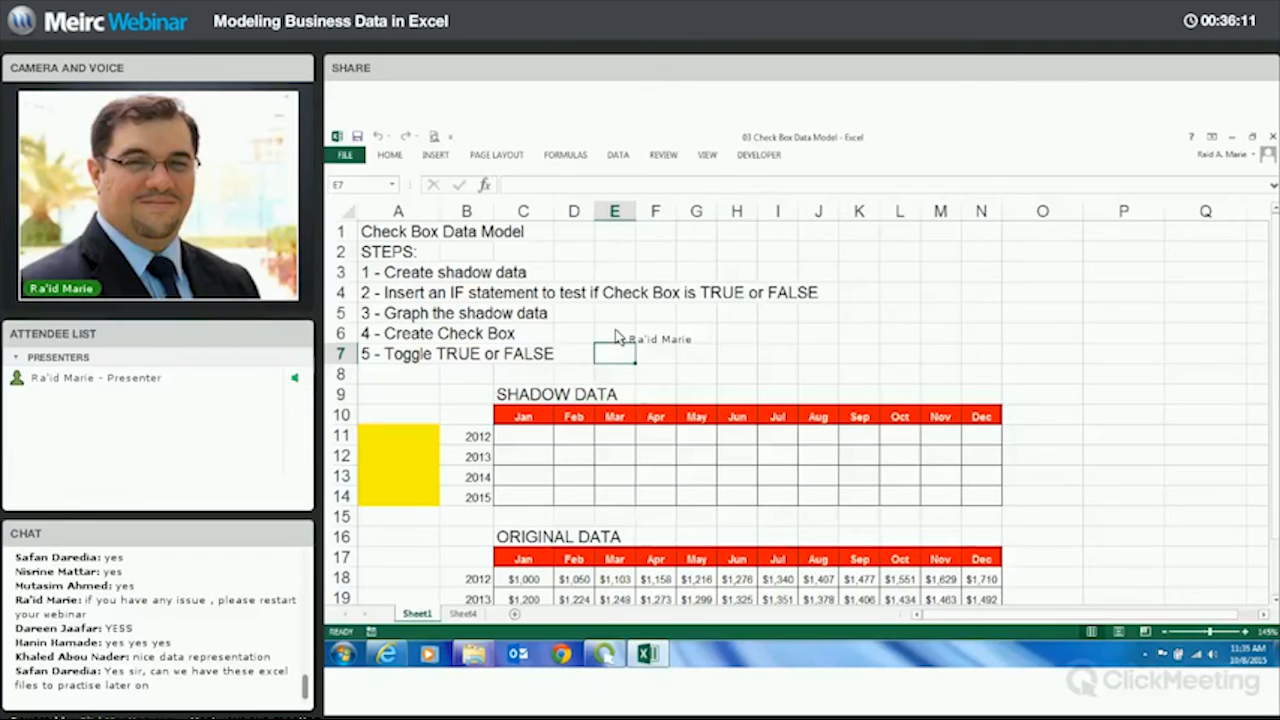 Meirc Webinar
Modeling Business Data in Excel
00:36:11
CAMERA AND VOICE
Ra'id Marie
ATTENDEE LIST
PRESENTERS
Ra'id Marie - Presenter
CHAT
Safan Daredia: yes
Nisrine Mattar: yes
Mutasim Ahmed: yes
Ra'id Marie: if you have any issue , please restart
your webinar
Dareen Jaafar: YESS
Hanin Hamade: yes yes yes
Khaled Abou Nader: nice data representation
Safan Daredia: Yes sir, can we have these excel
files to practise later on
SHARE
03 Check Box Data Model - Excel
FILE HOME INSERT PAGE LAYOUT FORMULAS DATA REVIEW VIEW DEVELOPER Raid A. Marie
E7 fx
A B C D E F G H I J K L M N O P Q
1 Check Box Data Model
2 STEPS:
3 1 - Create shadow data
4 2 - Insert an IF statement to test if Check Box is TRUE or FALSE
5 3 - Graph the shadow data
6 4 - Create Check Box Ra'id Marie
7 5 - Toggle TRUE or FALSE
8
9 SHADOW DATA
10 Jan Feb Mar Apr May Jun Jul Aug Sep Oct Nov Dec
11 2012
12 2013
13 2014
14 2015
15
16 ORIGINAL DATA
17 Jan Feb Mar Apr May Jun Jul Aug Sep Oct Nov Dec
18 2012 $1,000 $1,050 $1,103 $1,158 $1,216 $1,276 $1,340 $1,407 $1,477 $1,551 $1,629 $1,710
19 2013 $1,200 $1,224 $1,248 $1,273 $1,299 $1,325 $1,351 $1,378 $1,406 $1,434 $1,463 $1,492
Sheet1 Sheet4
READY 145%
11:35 AM
10/6/2015
ClickMeeting